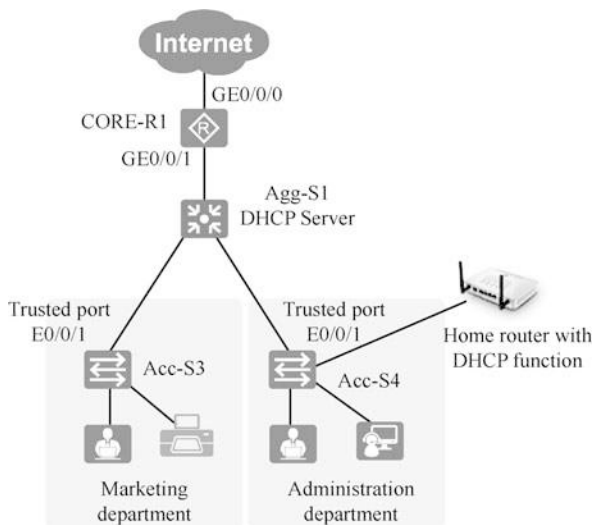 Internet
GE0/0/0
CORE-R1
R
GE0/0/1
Agg-S1
DHCP Server
Trusted port
E0/0/1
Trusted port
E0/0/1
Home router with
DHCP function
Acc-S3
Acc-S4
Marketing
department
Administration
department